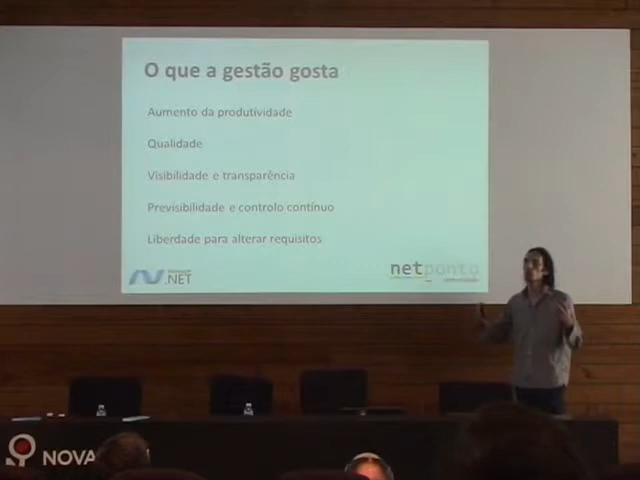 O que a gestão gosta
Aumento da produtividade
Qualidade
Visibilidade e transparência
Previsibilidade e controlo contínuo
Liberdade para alterar requisitos
.NET
netponto
NOVA